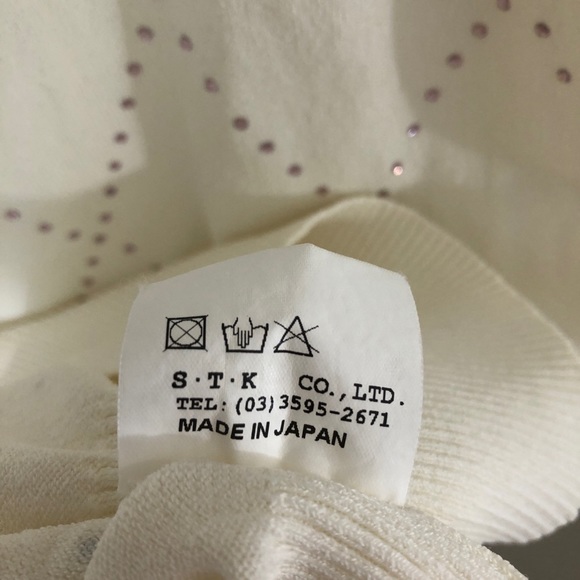 S・T・K CO.,LTD.
TEL:(03)3595-2671
MADE IN JAPAN